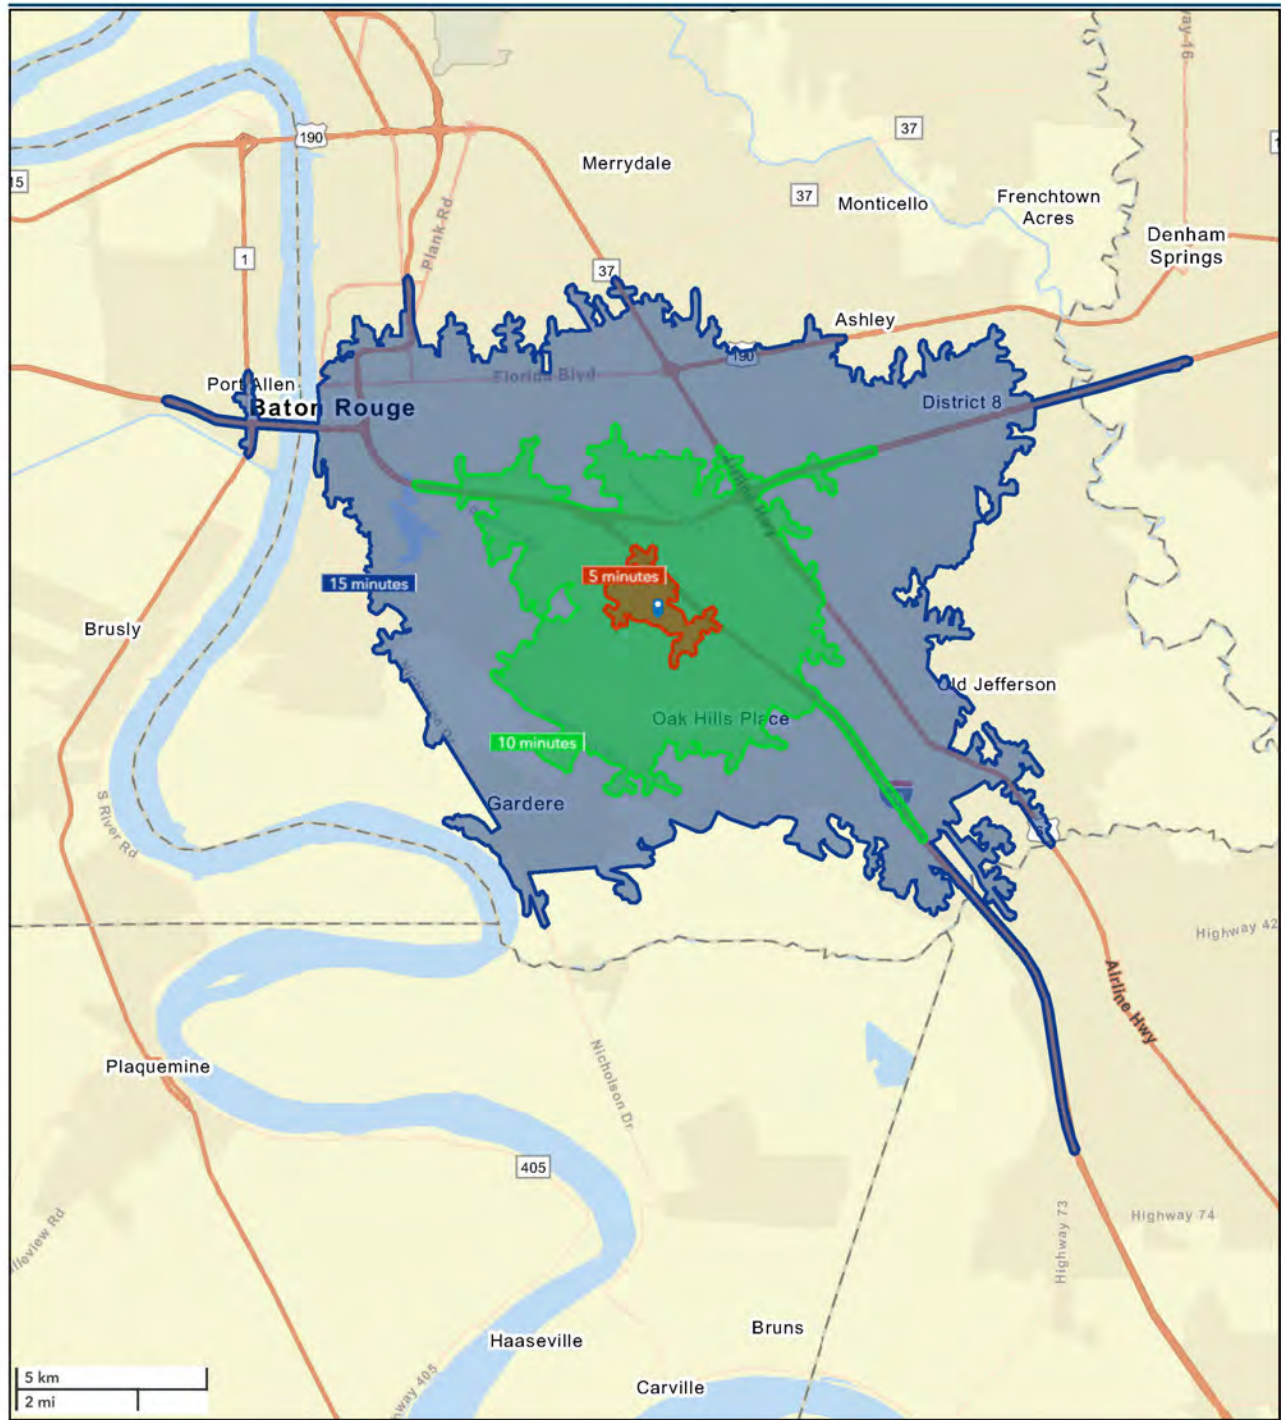 way 16
190
37
Merrydale
37
15
Monticello
Frenchtown
Acres
Plank Rd
Denham
Springs
1
37
Ashley
190
Florida Blvd
Port Allen
District 8
Baton Rouge
5 minutes
15 minutes
Brusly
Old Jefferson
Oak Hills Place
10 minutes
Gardere
S River Rd
Highway 42
Airline Hwy
Plaquemine
Nicholson Dr
405
Highway 73
Highway 74
Bruns
Haaseville
5 km
2 mi
Carville